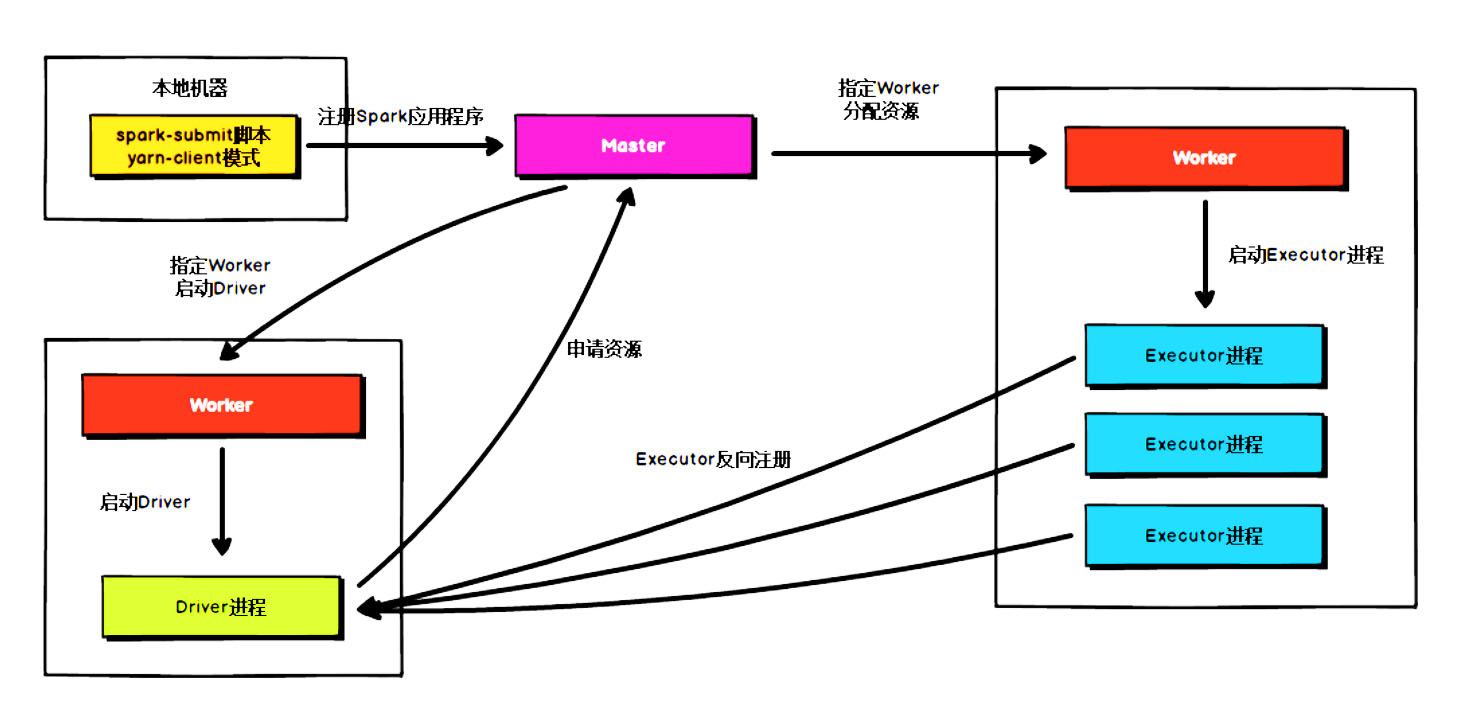 本地机器
spark-submit脚本
yarn-client模式
注册Spark应用程序
Master
指定Worker
分配资源
Worker
启动Executor进程
指定Worker
启动Driver
申请资源
Worker
启动Driver
Driver进程
Executor反向注册
Executor进程
Executor进程
Executor进程